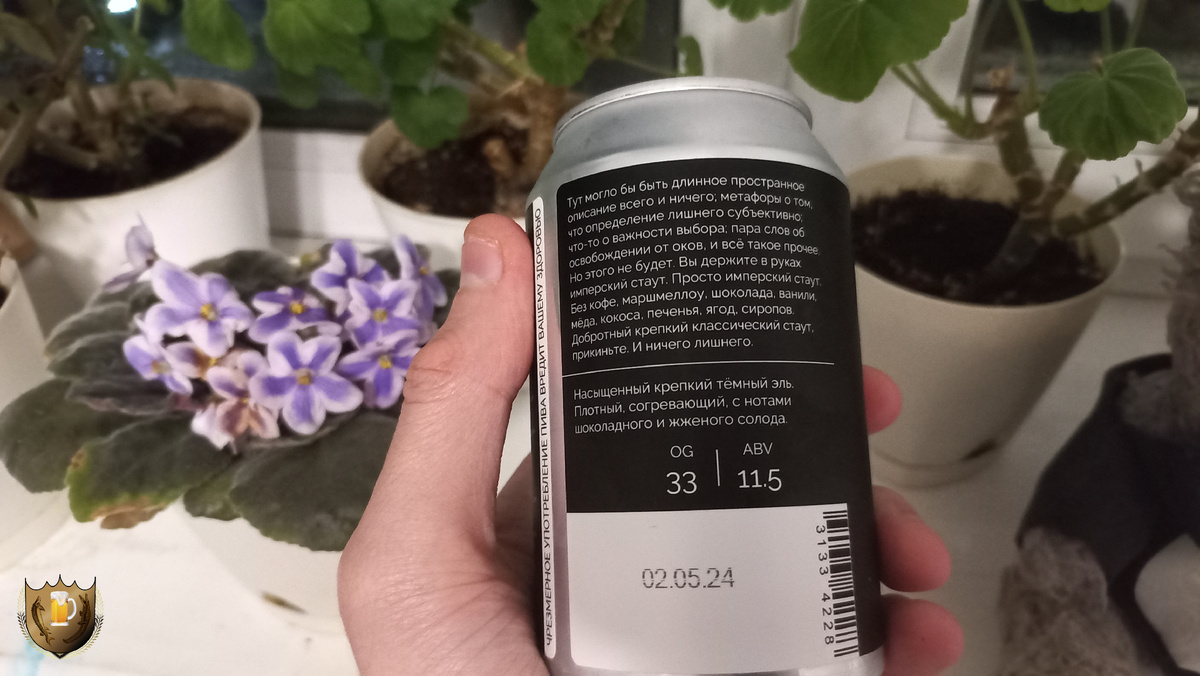 Тут могло бы быть длинное пространное
описание всего и ничего; метафоры о том,
что определение лишнего субъективно;
что-то о важности выбора; пара слов об
освобождении от оков, и всё такое прочее.
Но этого не будет. Вы держите в руках
имперский стаут. Просто имперский стаут.
Без кофе, маршмеллоу, шоколада, ванили,
мёда, кокоса, печенья, ягод, сиропов.
Добротный крепкий классический стаут,
прикиньте. И ничего лишнего.
Насыщенный крепкий тёмный эль.
Плотный, согревающий, с нотами
шоколадного и жженого солода.
OG
33
ABV
11.5
02.05.24
3133 4228
ЧРЕЗМЕРНОЕ УПОТРЕБЛЕНИЕ ПИВА ВРЕДИТ ВАШЕМУ ЗДОРОВЬЮ